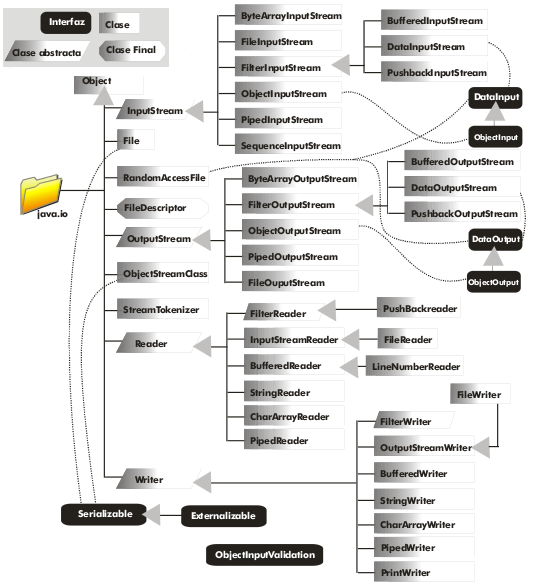 Interfaz
Clase
Clase abstracta
Clase Final
Object
InputStream
File
RandomAccessFile
FileDescriptor
OutputStream
ObjectStreamClass
StreamTokenizer
Reader
Writer
java.io
ByteArrayInputStream
FileInputStream
FilterInputStream
ObjectInputStream
PipedInputStream
SequenceInputStream
BufferedInputStream
DataInputStream
PushbackInputStream
DataInput
ObjectInput
ByteArrayOutputStream
FilterOutputStream
ObjectOutputStream
PipedOutputStream
FileOuputStream
BufferedOutputStream
DataOutputStream
PushbackOutputStream
DataOutput
ObjectOutput
FilterReader
InputStreamReader
BufferedReader
StringReader
CharArrayReader
PipedReader
PushBackreader
FileReader
LineNumberReader
FileWriter
FilterWriter
OutputStreamWriter
BufferedWriter
StringWriter
CharArrayWriter
PipedWriter
PrintWriter
Serializable
Externalizable
ObjectInputValidation